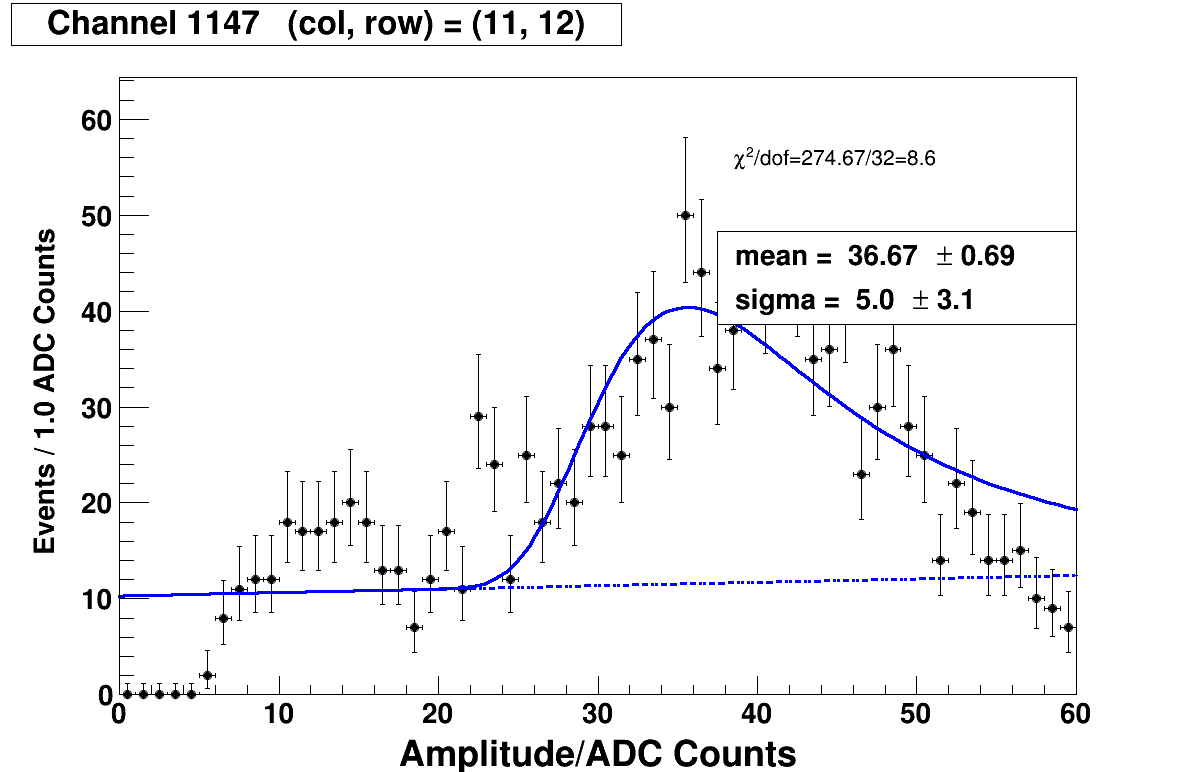 Channel 1147 (col, row) = (11, 12)
Events / 1.0 ADC Counts
60
50
40
30
20
10
0
χ²/dof=274.67/32=8.6
mean = 36.67 ± 0.69
sigma = 5.0 ± 3.1
0 10 20 30 40 50 60
Amplitude/ADC Counts